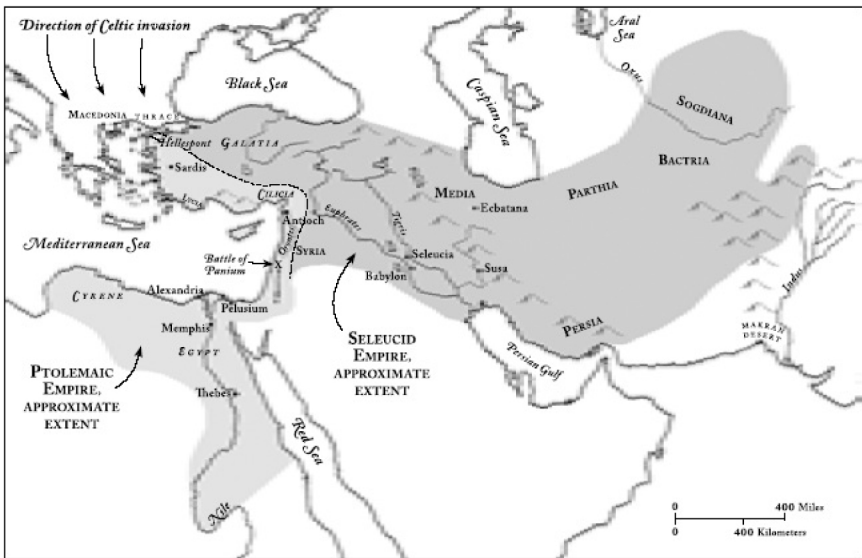 Direction of Celtic invasion
Aral
Sea
Black Sea
Oxus
Caspian Sea
SOGDIANA
MACEDONIA
THRACE
Hellespont
GALATIA
BACTRIA
Sardis
MEDIA
PARTHIA
Ecbatana
LYCIA
CILICIA
Antioch
Euphrates
Tigris
Orontes
SYRIA
Mediterranean Sea
Battle of
Panium
Seleucia
Babylon
Susa
Indus
CYRENE
Alexandria
Pelusium
PERSIA
MAKRAN
DESERT
Memphis
EGYPT
SELEUCID
EMPIRE,
APPROXIMATE
EXTENT
Persian Gulf
PTOLEMAIC
EMPIRE,
APPROXIMATE
EXTENT
Thebes
Red Sea
Nile
0 400 Miles
0 400 Kilometers